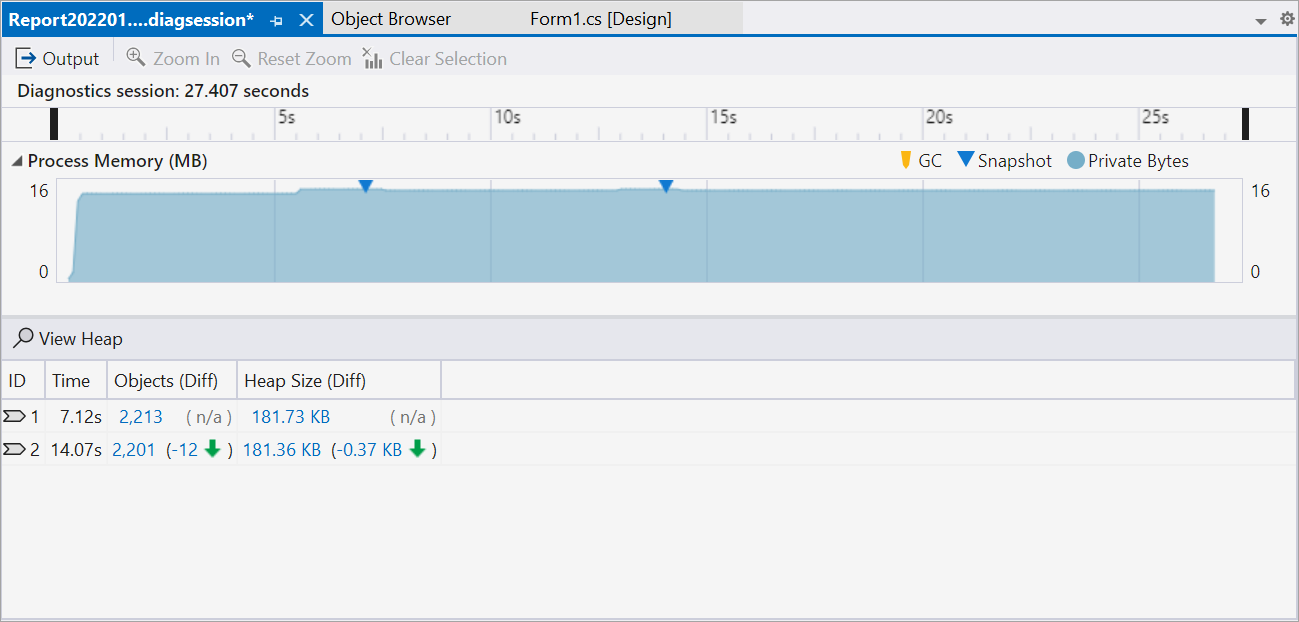 Report202201....diagsession* Object Browser Form1.cs [Design]
Output Zoom In Reset Zoom Clear Selection
Diagnostics session: 27.407 seconds
5s 10s 15s 20s 25s
Process Memory (MB) GC Snapshot Private Bytes
16 16
0 0
View Heap
ID Time Objects (Diff) Heap Size (Diff)
1 7.12s 2,213 ( n/a ) 181.73 KB ( n/a )
2 14.07s 2,201 (-12 ) 181.36 KB (-0.37 KB )